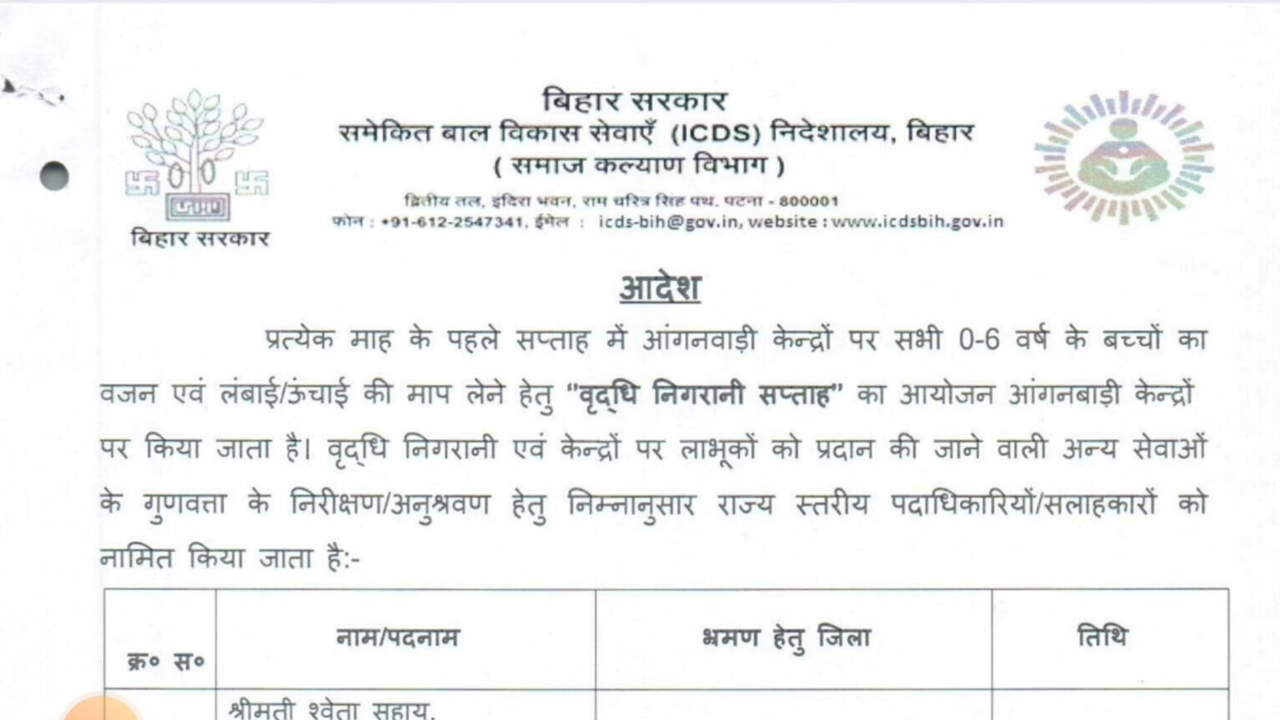 बिहार सरकार
समेकित बाल विकास सेवाएँ (ICDS) निदेशालय, बिहार
( समाज कल्याण विभाग )
द्वितीय तल, इंदिरा भवन, राम चरित्र सिंह पथ, पटना - 800001
फोन : +91-612-2547341, ईमेल : icds-bih@gov.in, website : www.icdsbih.gov.in
बिहार सरकार
आदेश
प्रत्येक माह के पहले सप्ताह में आंगनवाड़ी केन्द्रों पर सभी 0-6 वर्ष के बच्चों का
वजन एवं लंबाई/ऊंचाई की माप लेने हेतु "वृद्धि निगरानी सप्ताह" का आयोजन आंगनबाड़ी केन्द्रों
पर किया जाता है। वृद्धि निगरानी एवं केन्द्रों पर लाभूकों को प्रदान की जाने वाली अन्य सेवाओं
के गुणवत्ता के निरीक्षण/अनुश्रवण हेतु निम्नानुसार राज्य स्तरीय पदाधिकारियों/सलाहकारों को
नामित किया जाता है:-
क्र० स० नाम/पदनाम भ्रमण हेतु जिला तिथि
श्रीमती श्वेता सहाय,